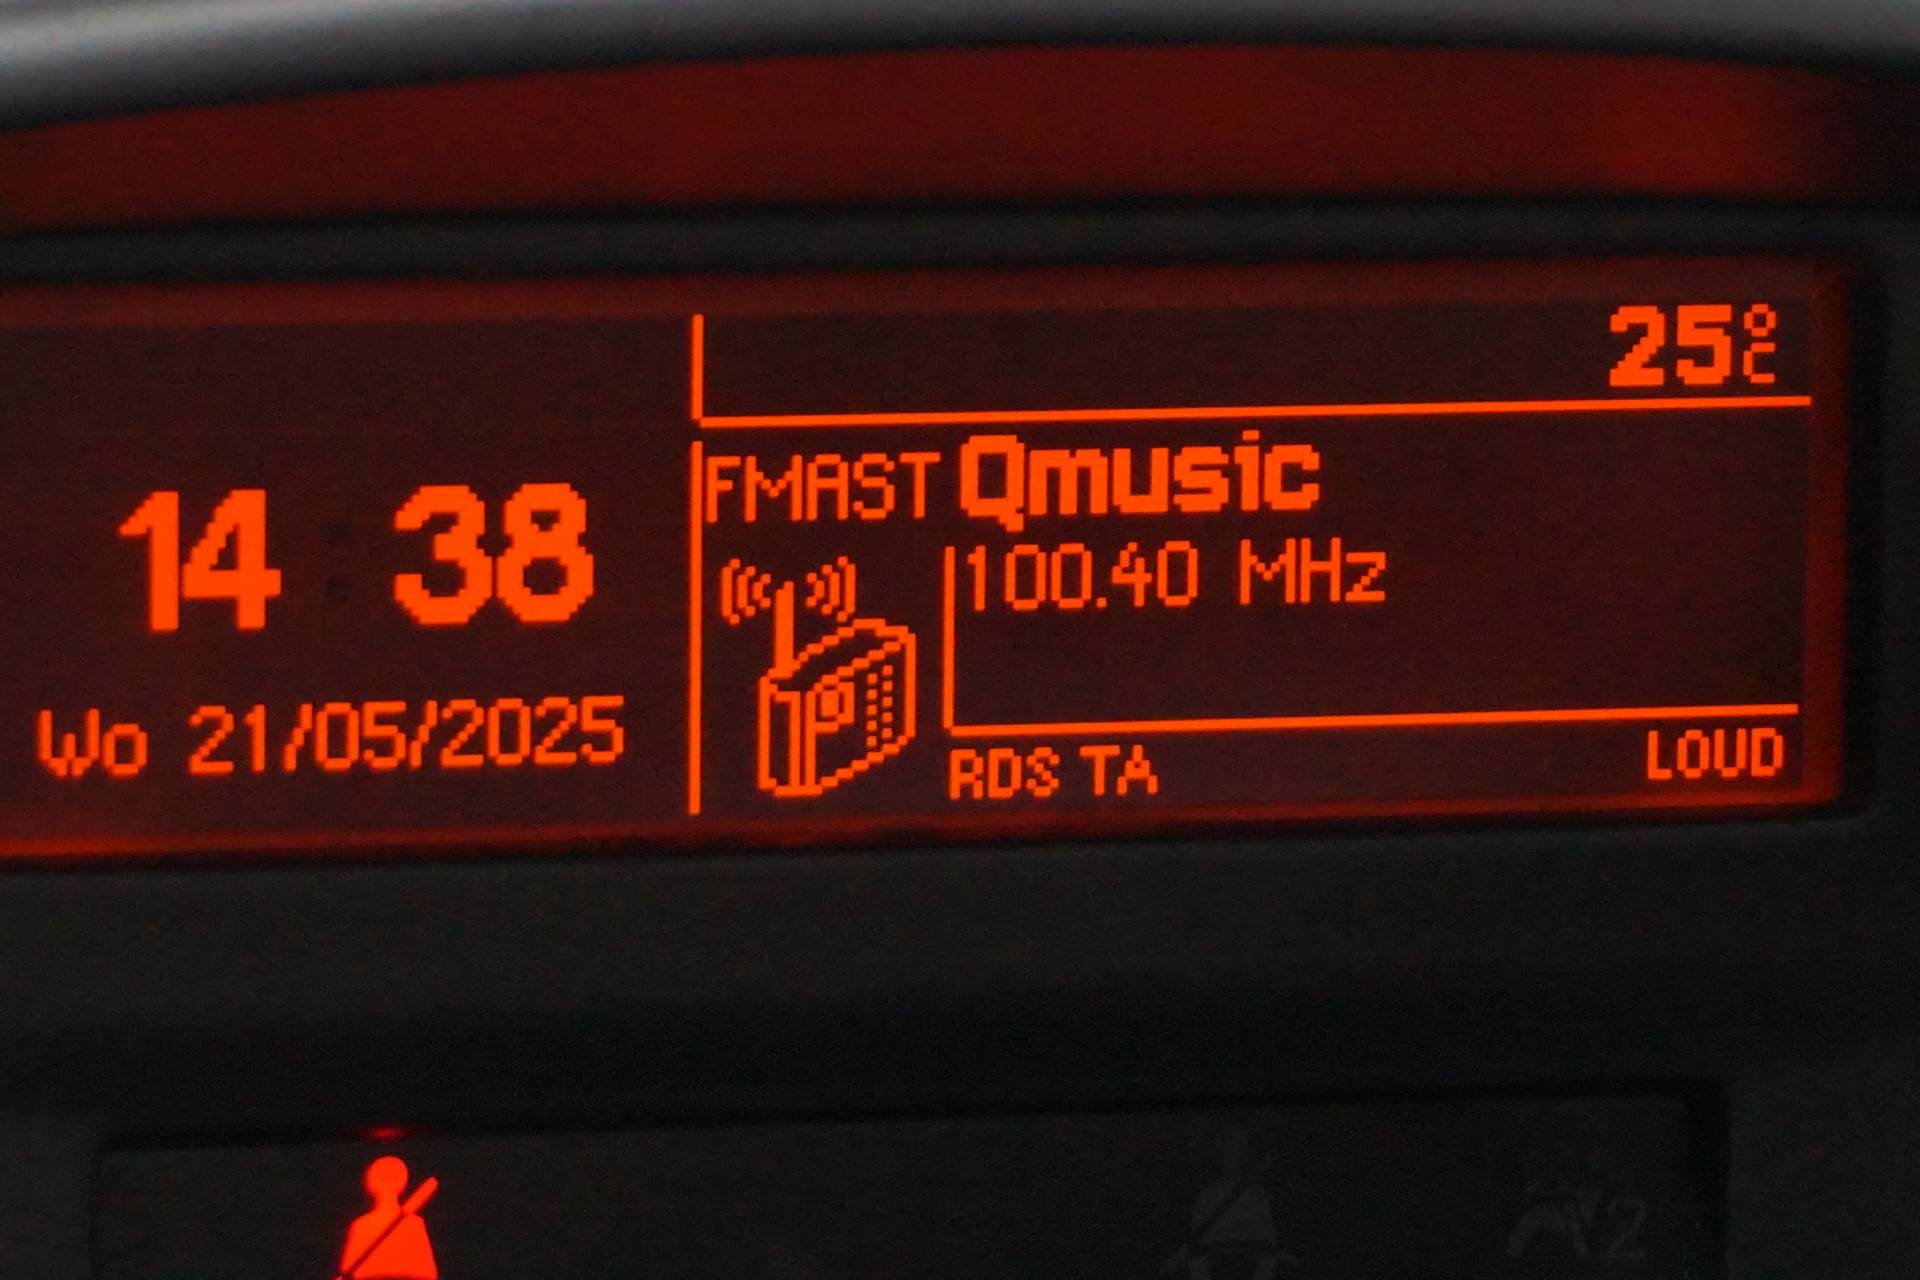 25°C
FMAST Qmusic
14:38
100.40 MHz
Wo 21/05/2025
RDS TA
LOUD